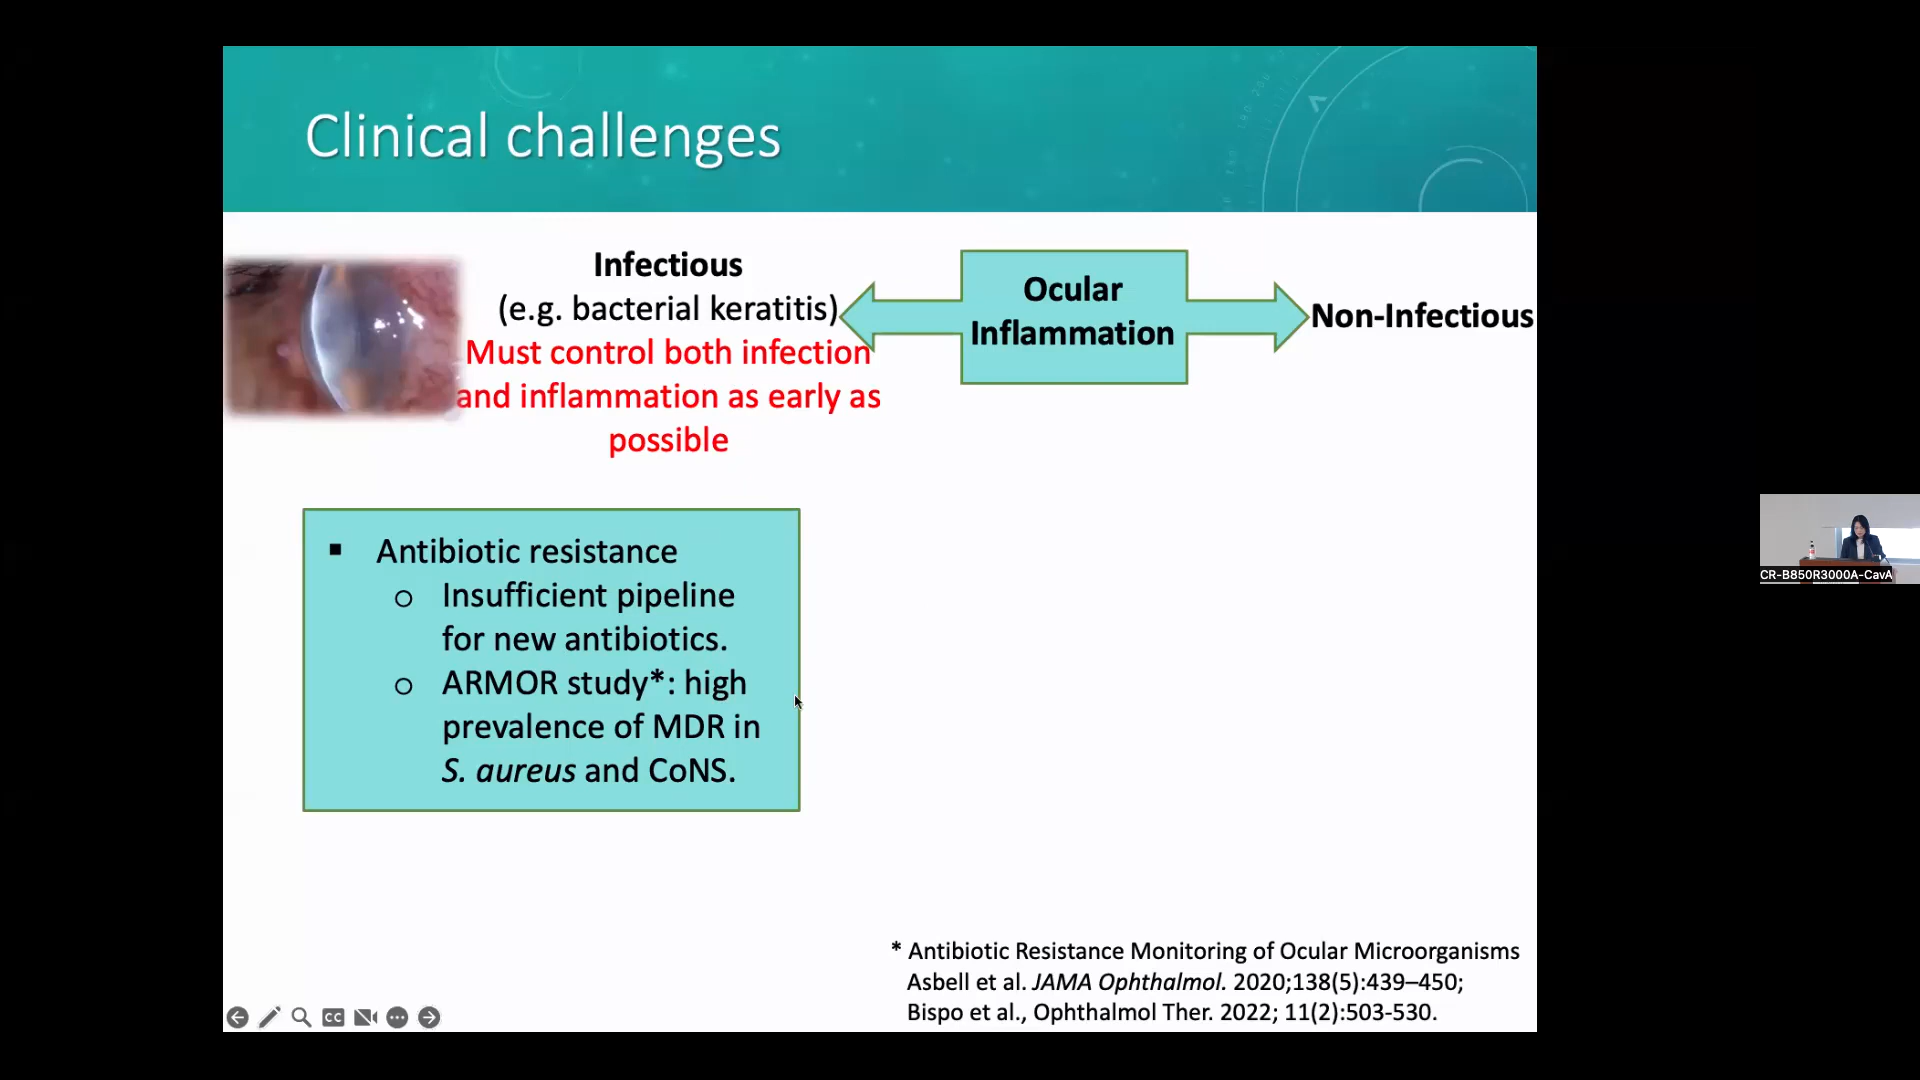 Clinical challenges
Infectious
(e.g. bacterial keratitis)
Must control both infection
and inflammation as early as
possible
Ocular
Inflammation
Non-Infectious
▪ Antibiotic resistance
o Insufficient pipeline
for new antibiotics.
o ARMOR study*: high
prevalence of MDR in
S. aureus and CoNS.
* Antibiotic Resistance Monitoring of Ocular Microorganisms
Asbell et al. JAMA Ophthalmol. 2020;138(5):439–450;
Bispo et al., Ophthalmol Ther. 2022; 11(2):503-530.
CC
CR-B850R3000A-CavA